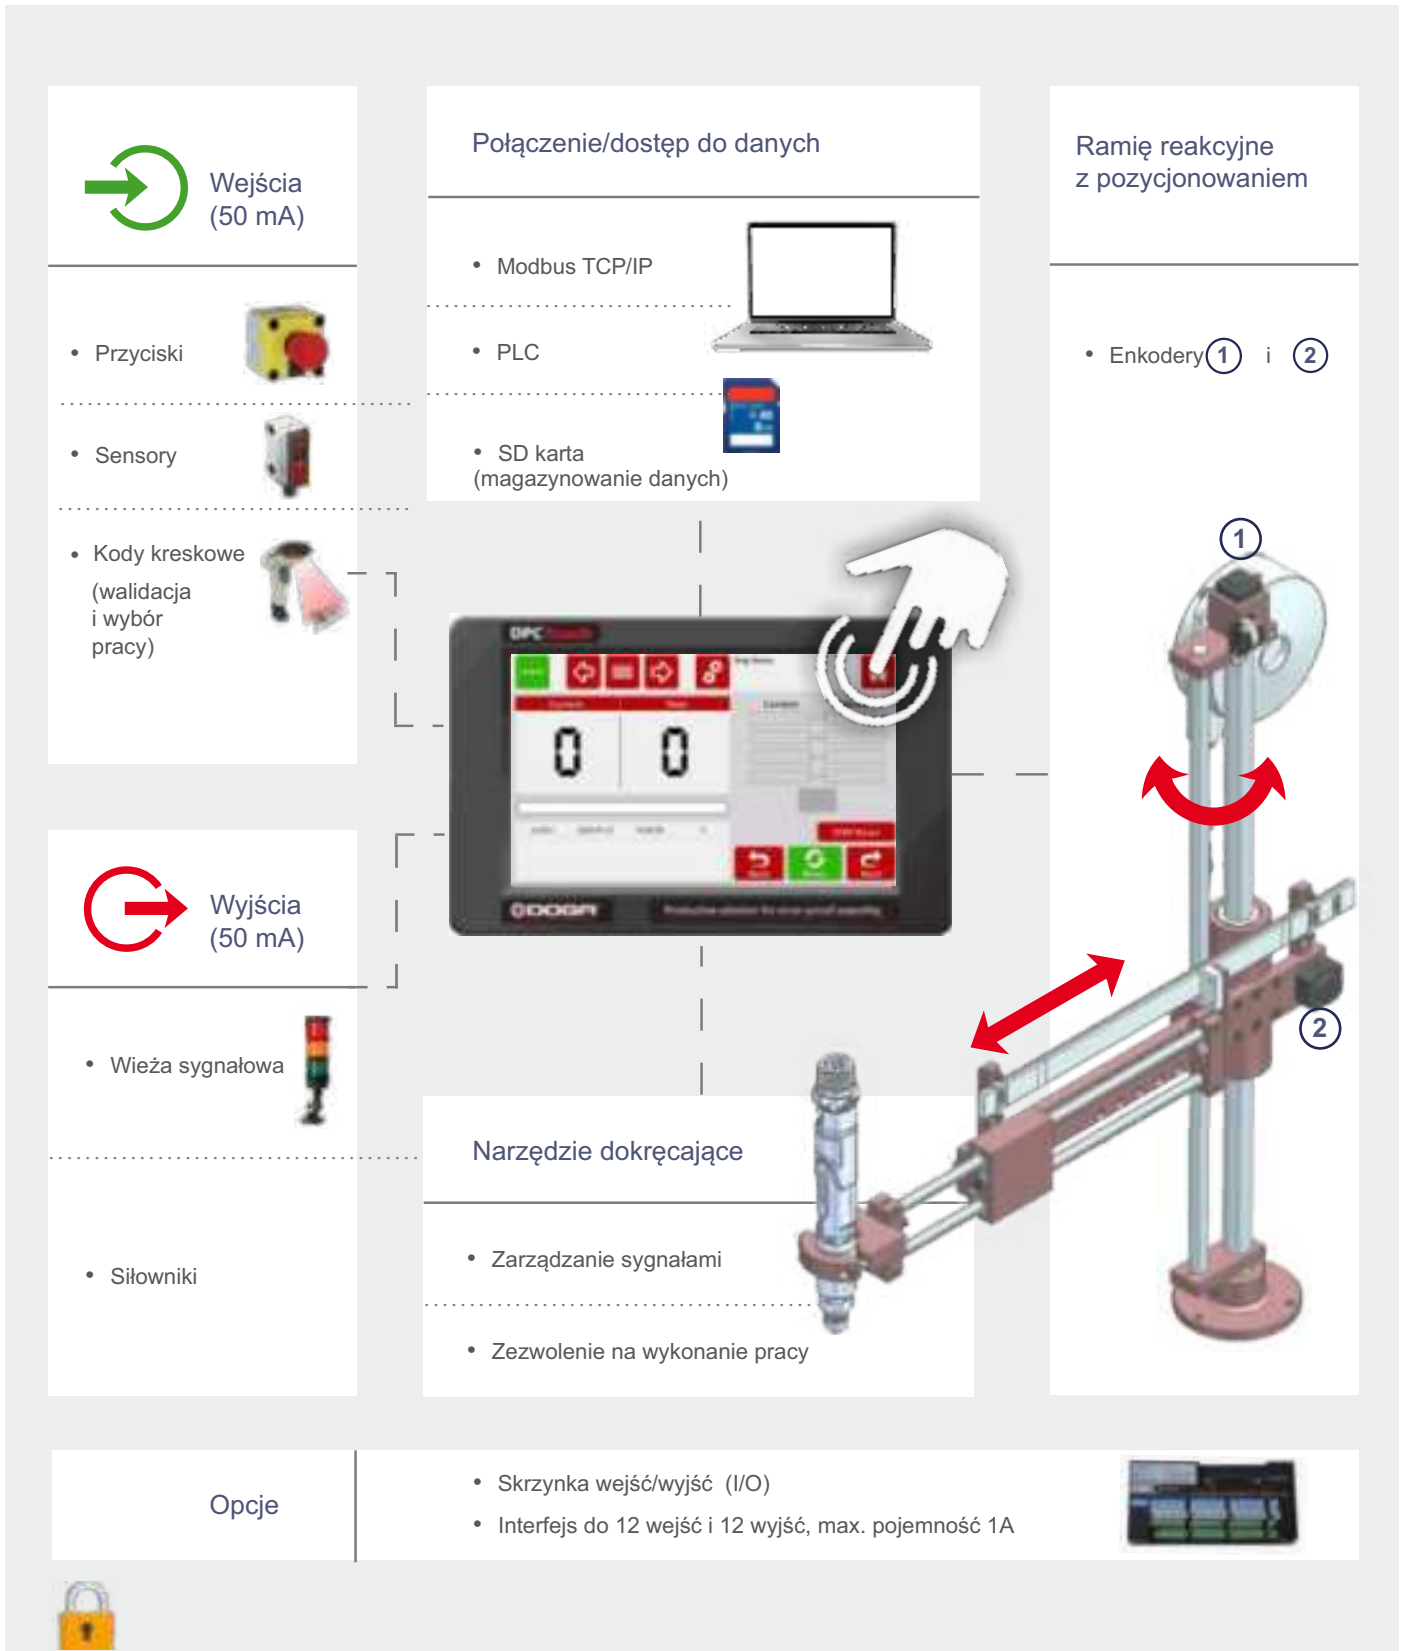 Wejścia
(50 mA)
• Przyciski
• Sensory
• Kody kreskowe
(walidacja
i wybór
pracy)
Połączenie/dostęp do danych
• Modbus TCP/IP
• PLC
• SD karta
(magazynowanie danych)
Ramię reakcyjne
z pozycjonowaniem
• Enkodery 1 i 2
1
2
DPC Touch
0 0
DOGA
Wyjścia
(50 mA)
• Wieża sygnałowa
• Siłowniki
Narzędzie dokręcające
• Zarządzanie sygnałami
• Zezwolenie na wykonanie pracy
Opcje
• Skrzynka wejść/wyjść (I/O)
• Interfejs do 12 wejść i 12 wyjść, max. pojemność 1A